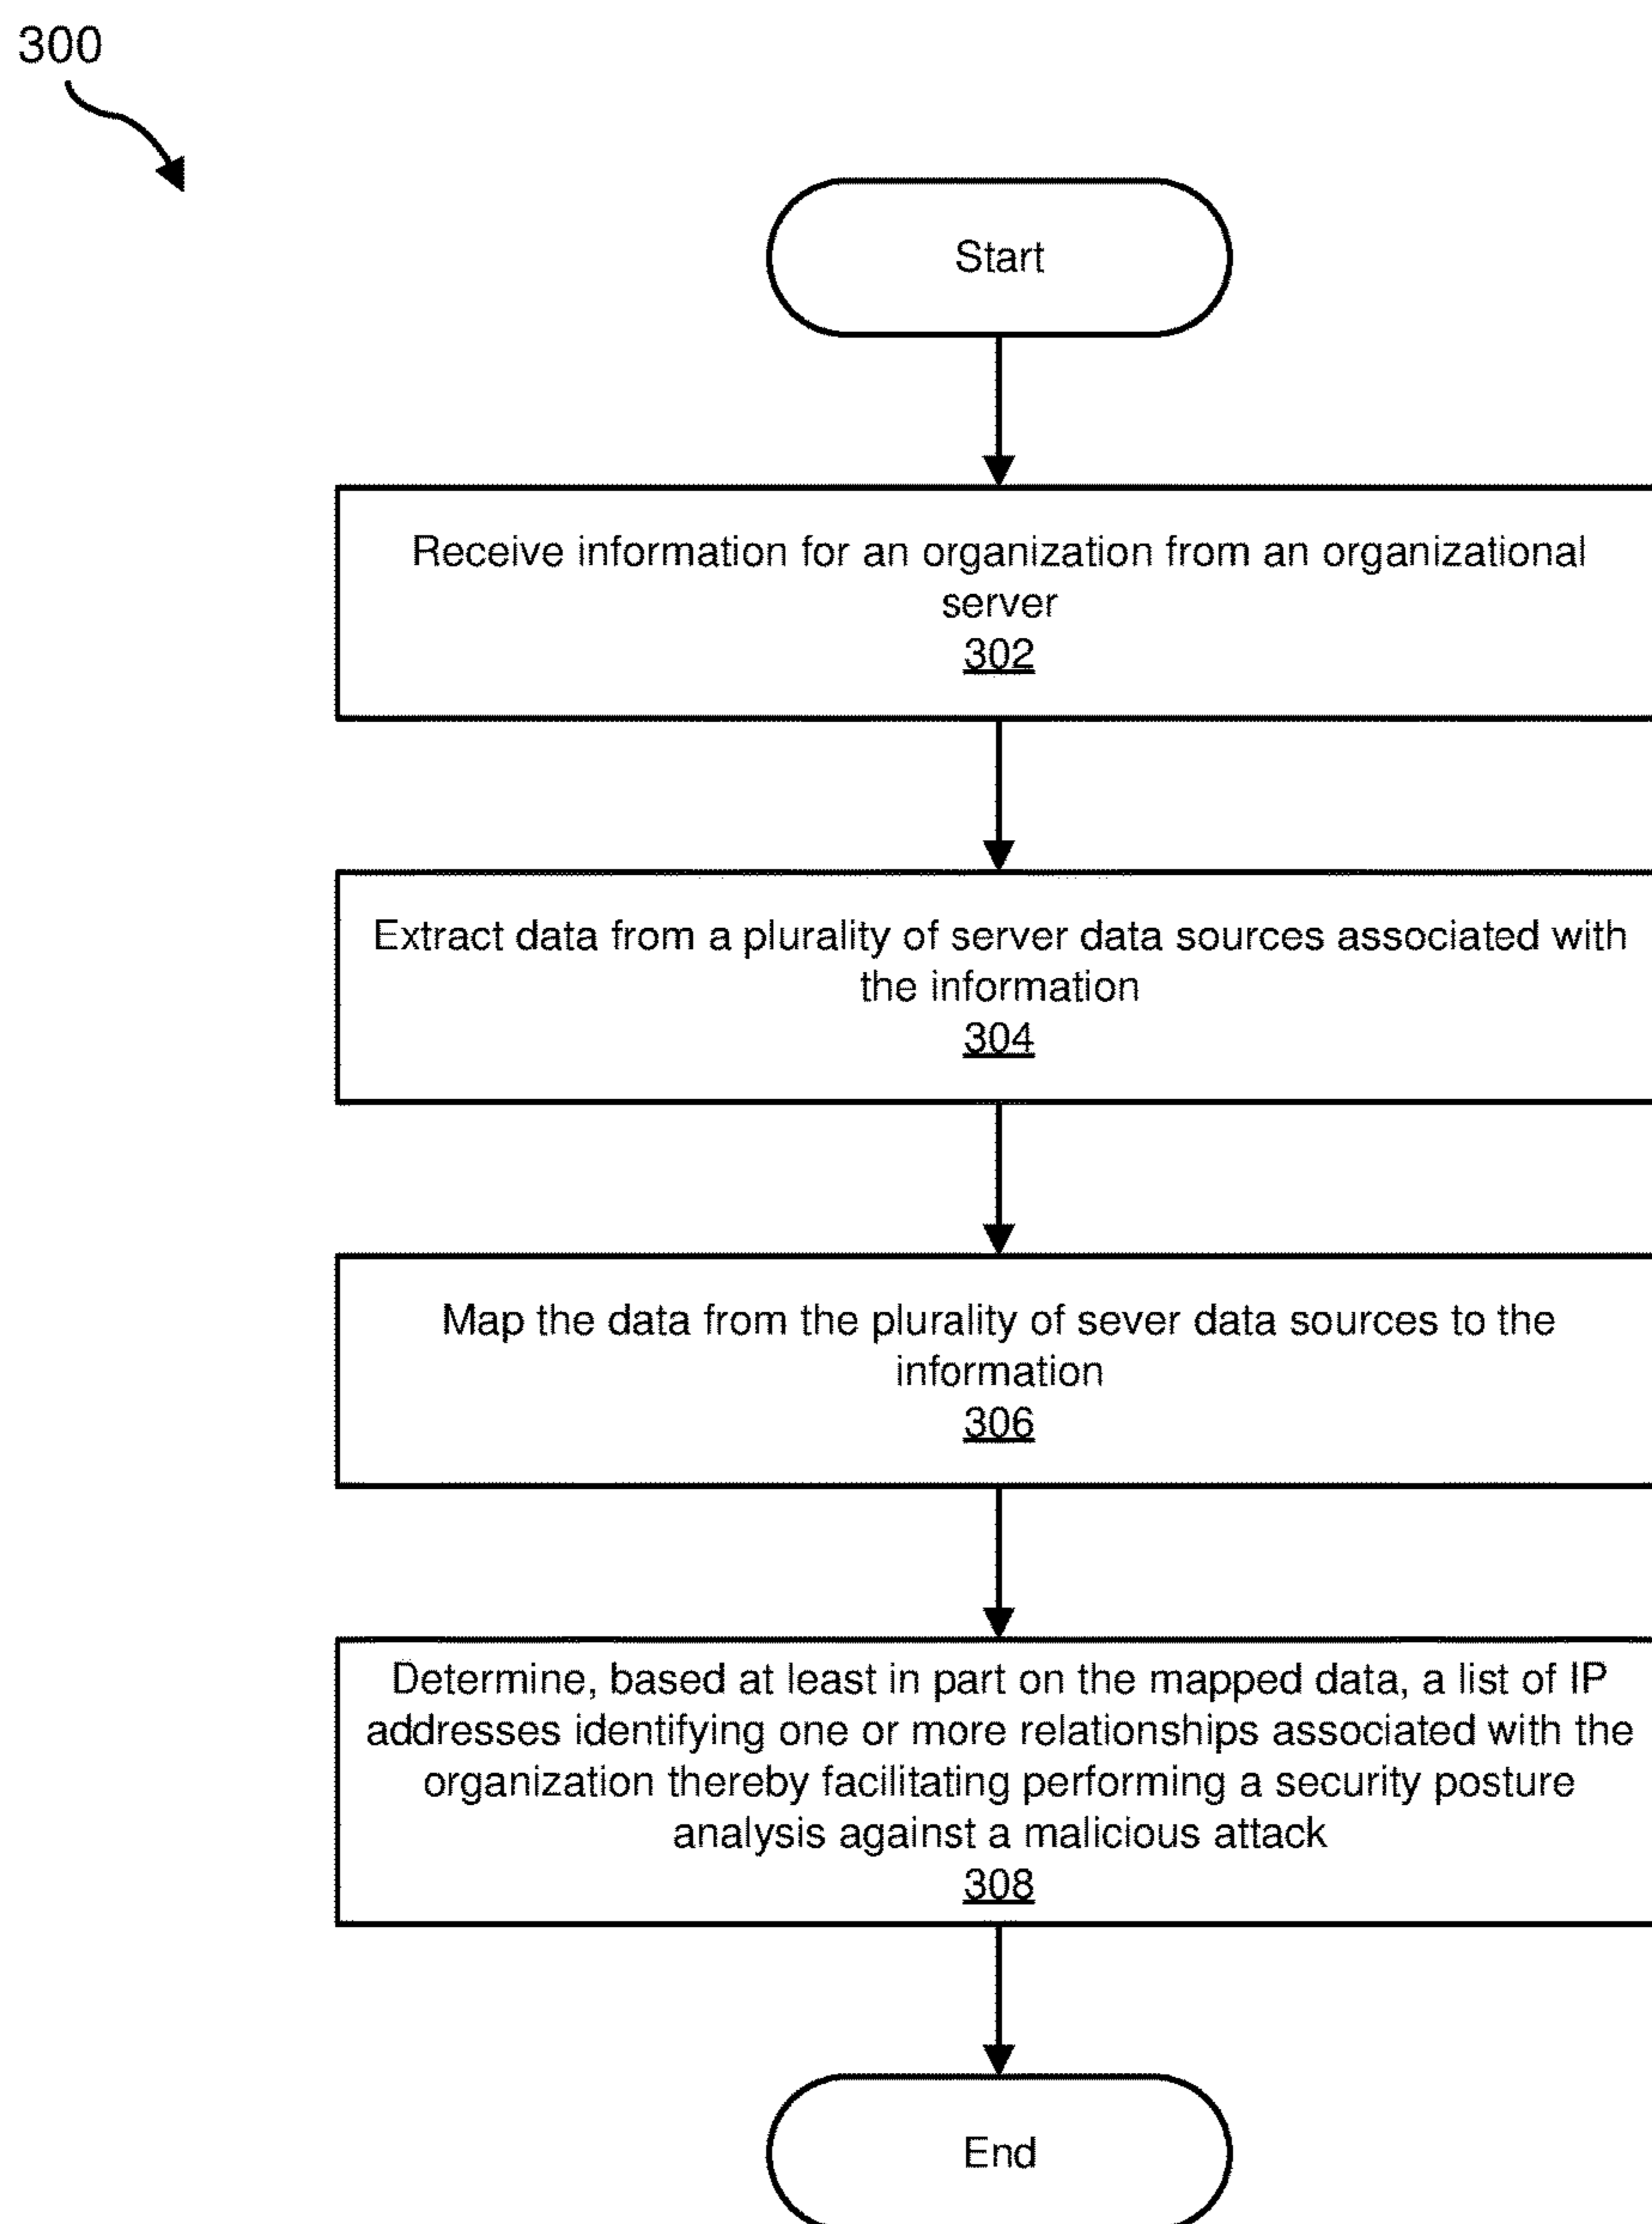 300
Start
Receive information for an organization from an organizational
server
302
Extract data from a plurality of server data sources associated with
the information
304
Map the data from the plurality of sever data sources to the
information
306
Determine, based at least in part on the mapped data, a list of IP
addresses identifying one or more relationships associated with the
organization thereby facilitating performing a security posture
analysis against a malicious attack
308
End